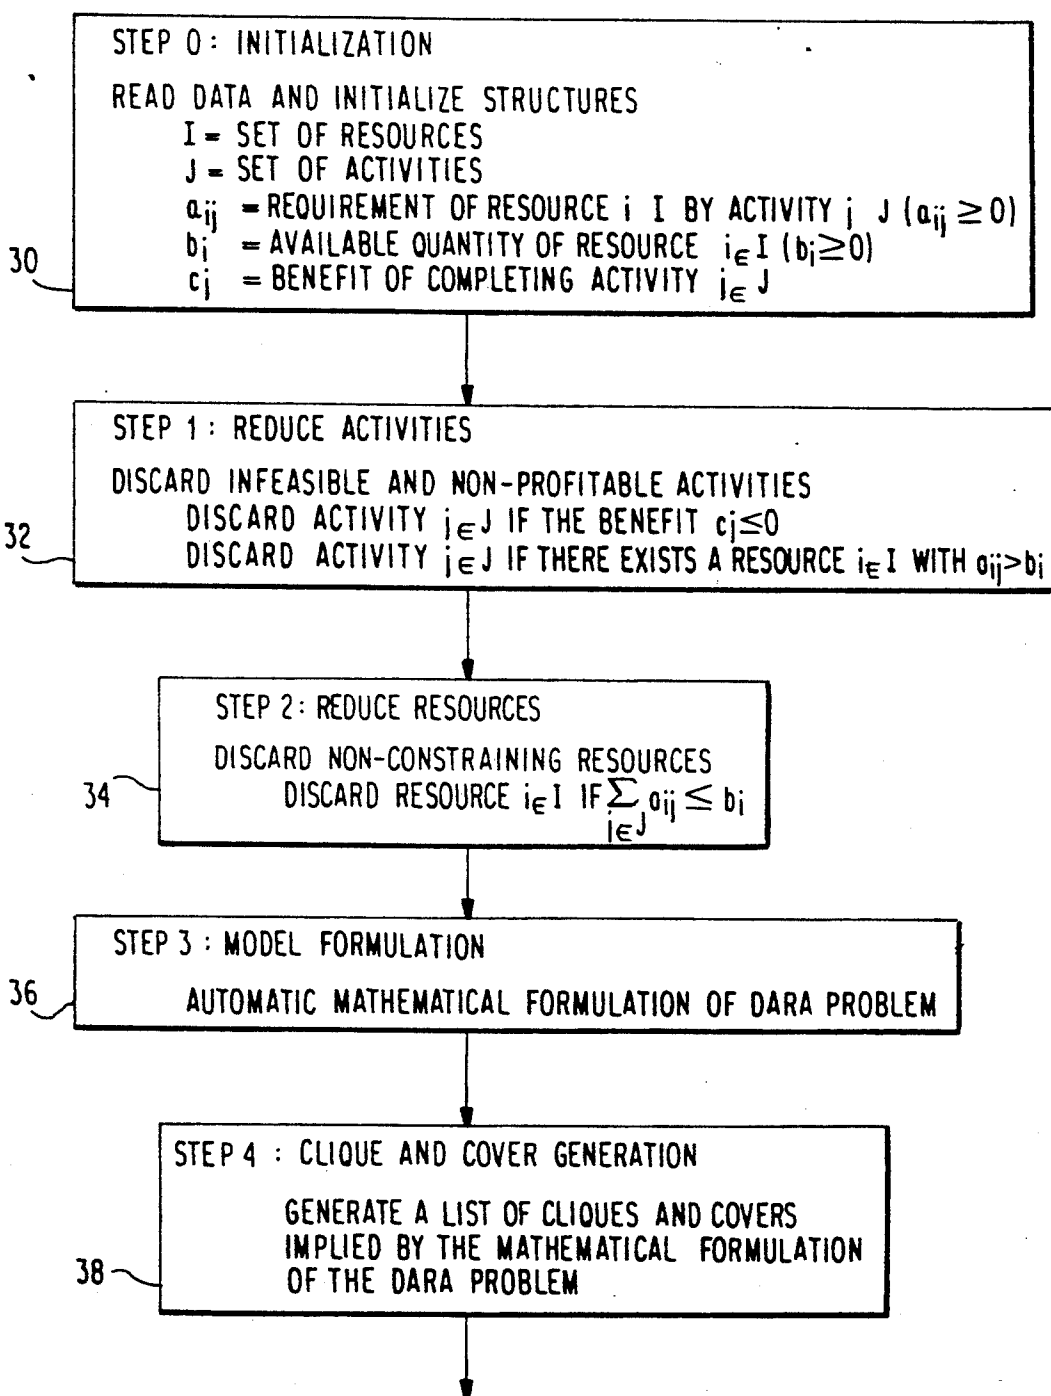 STEP 0: INITIALIZATION
READ DATA AND INITIALIZE STRUCTURES
I = SET OF RESOURCES
J = SET OF ACTIVITIES
aij = REQUIREMENT OF RESOURCE i I BY ACTIVITY j J (aij ≥ 0)
bi = AVAILABLE QUANTITY OF RESOURCE i∈I (bi≥0)
cj = BENEFIT OF COMPLETING ACTIVITY j∈J
30
STEP 1: REDUCE ACTIVITIES
DISCARD INFEASIBLE AND NON-PROFITABLE ACTIVITIES
DISCARD ACTIVITY j∈J IF THE BENEFIT cj≤0
DISCARD ACTIVITY j∈J IF THERE EXISTS A RESOURCE i∈I WITH aij>bi
32
STEP 2: REDUCE RESOURCES
DISCARD NON-CONSTRAINING RESOURCES
DISCARD RESOURCE i∈I IF ∑ aij ≤ bi
j∈J
34
STEP 3: MODEL FORMULATION
AUTOMATIC MATHEMATICAL FORMULATION OF DARA PROBLEM
36
STEP 4: CLIQUE AND COVER GENERATION
GENERATE A LIST OF CLIQUES AND COVERS
IMPLIED BY THE MATHEMATICAL FORMULATION
OF THE DARA PROBLEM
38